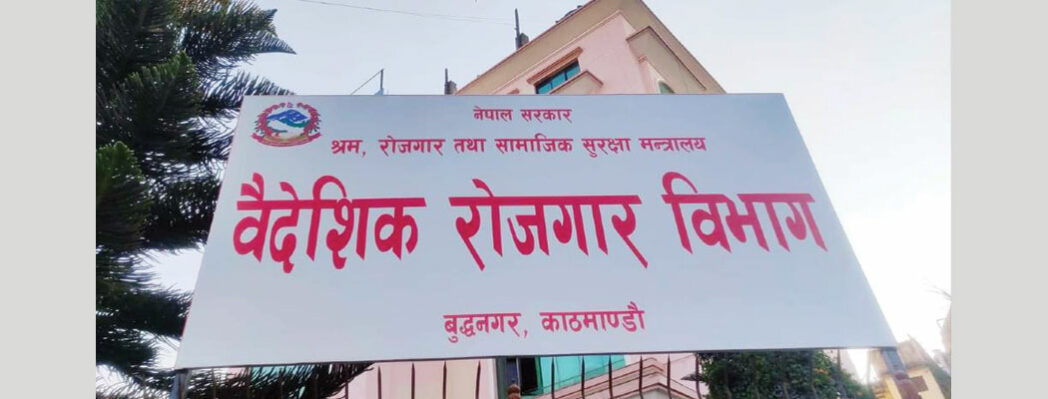 नेपाल सरकार
श्रम, रोजगार तथा सामाजिक सुरक्षा मन्त्रालय
वैदेशिक रोजगार विभाग
बुद्धनगर, काठमाण्डौ